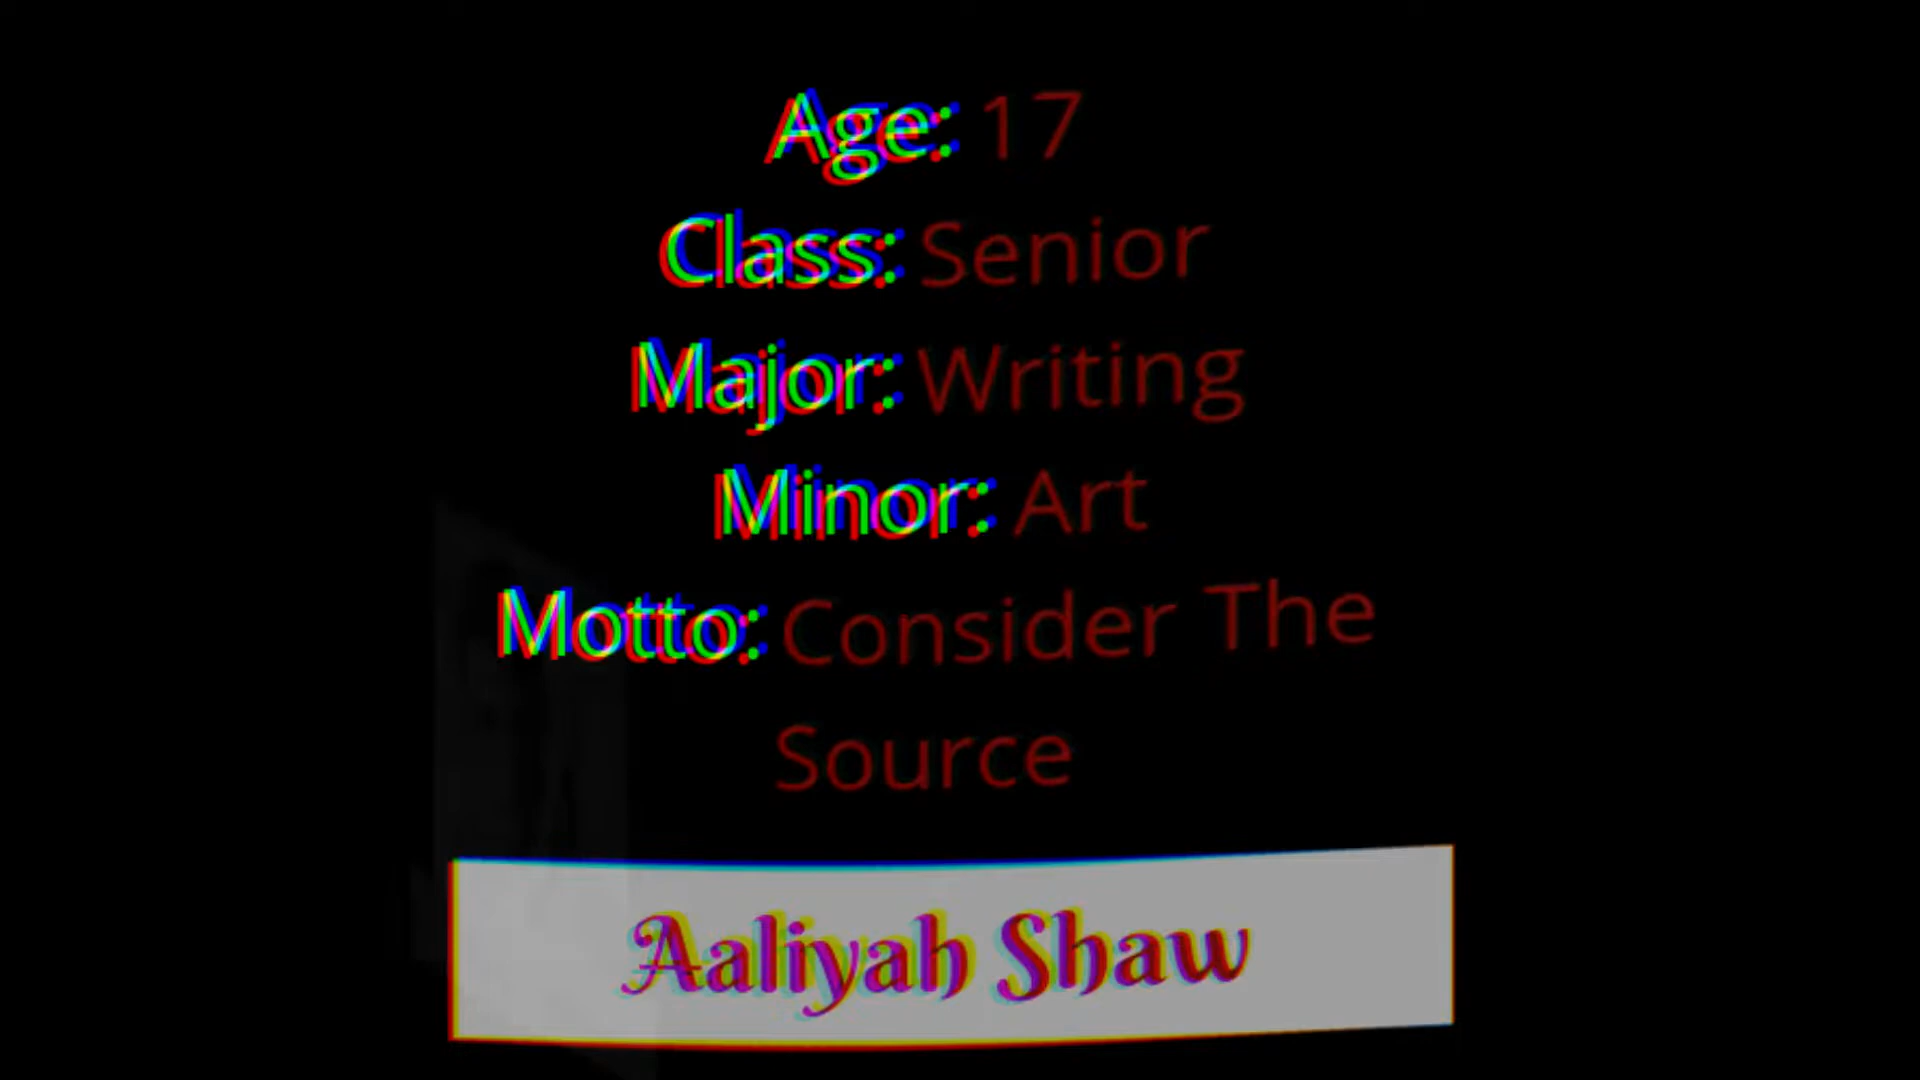 Age: 17
Class: Senior
Major: Writing
Minor: Art
Motto: Consider The
Source
Aaliyah Shaw